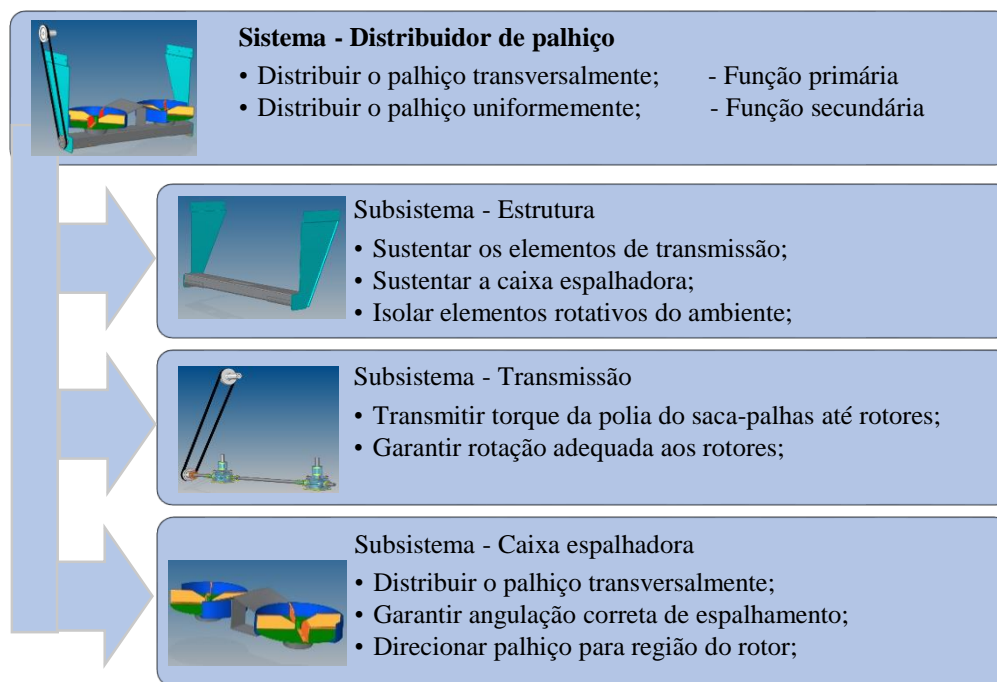 Sistema - Distribuidor de palhiço
• Distribuir o palhiço transversalmente; - Função primária
• Distribuir o palhiço uniformemente; - Função secundária
Subsistema - Estrutura
• Sustentar os elementos de transmissão;
• Sustentar a caixa espalhadora;
• Isolar elementos rotativos do ambiente;
Subsistema - Transmissão
• Transmitir torque da polia do saca-palhas até rotores;
• Garantir rotação adequada aos rotores;
Subsistema - Caixa espalhadora
• Distribuir o palhiço transversalmente;
• Garantir angulação correta de espalhamento;
• Direcionar palhiço para região do rotor;